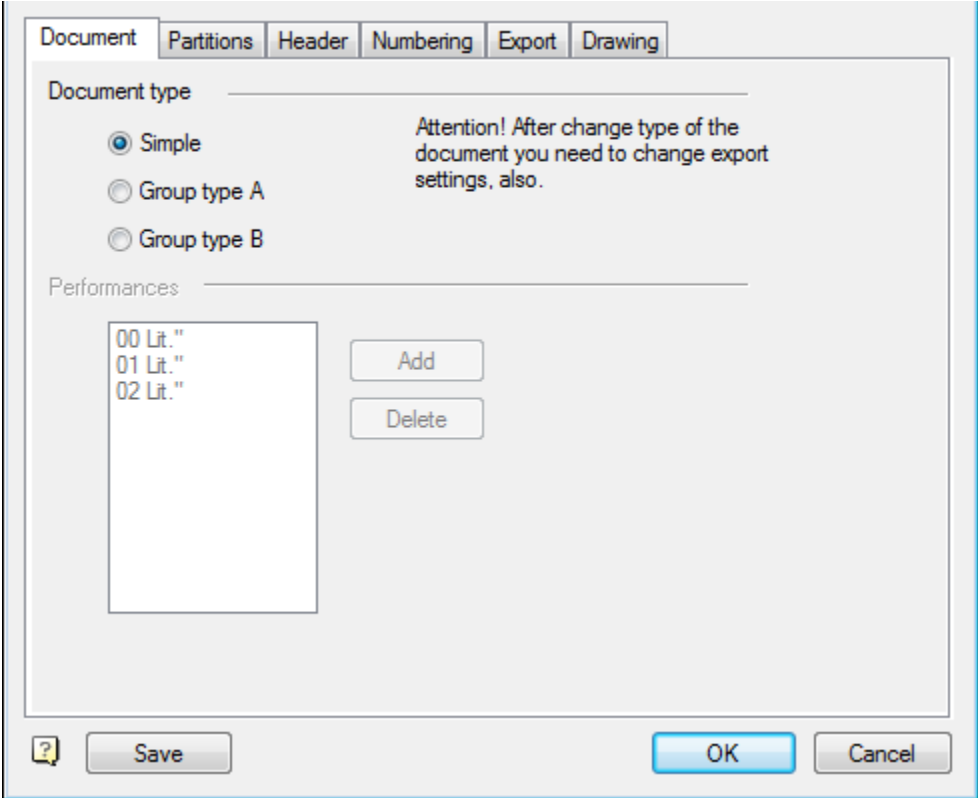 Document Partitions Header Numbering Export Drawing
Document type
Simple
Group type A
Group type B
Attention! After change type of the
document you need to change export
settings, also.
Performances
00 Lit.''
01 Lit.''
02 Lit.''
Add
Delete
? Save OK Cancel